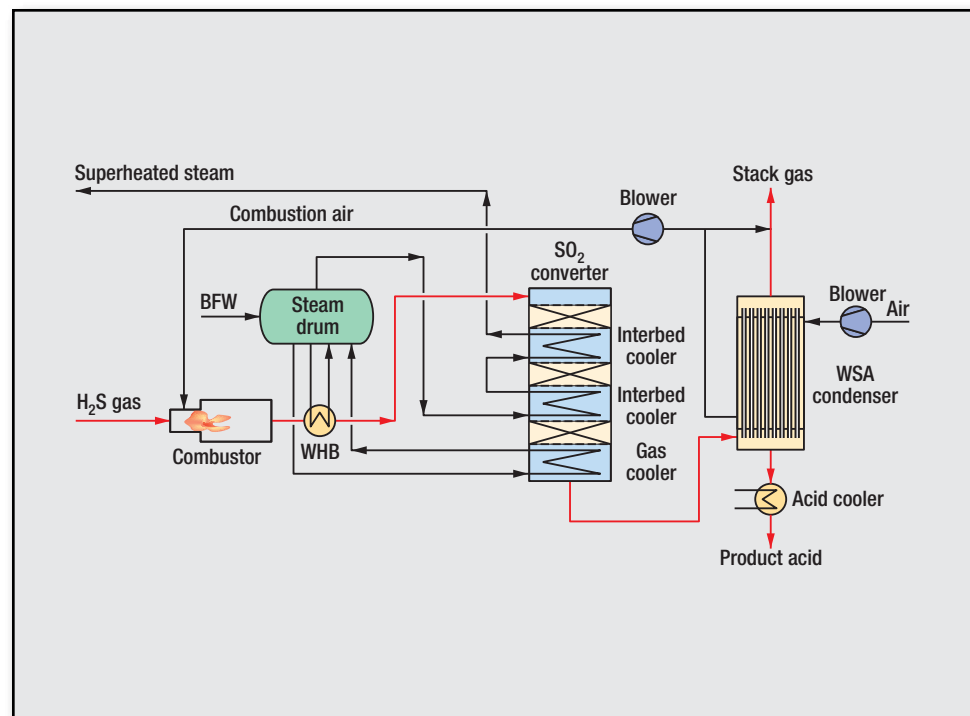 Superheated steam
Stack gas
Blower
Combustion air
SO₂
converter
Blower
Air
BFW
Steam
drum
Interbed
cooler
WSA
condenser
H₂S gas
Interbed
cooler
Combustor
WHB
Gas
cooler
Acid cooler
Product acid